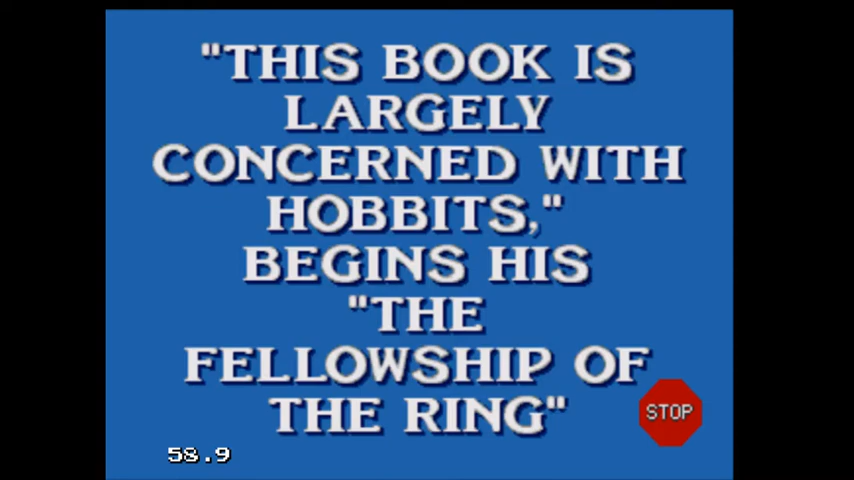 "THIS BOOK IS
LARGELY
CONCERNED WITH
HOBBITS,"
BEGINS HIS
"THE
FELLOWSHIP OF
THE RING"
STOP
58.9